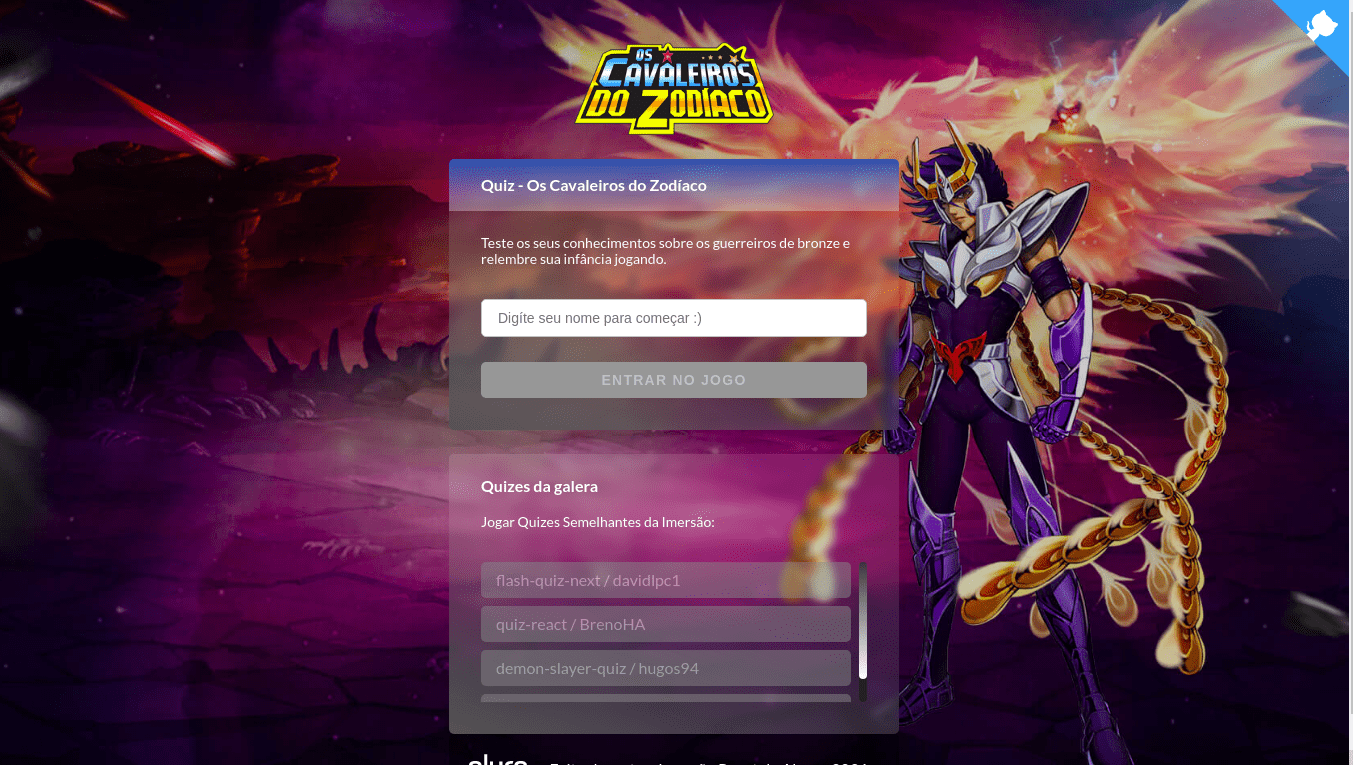 OS
CAVALEIROS
DO ZODÍACO
Quiz - Os Cavaleiros do Zodíaco
Teste os seus conhecimentos sobre os guerreiros de bronze e
relembre sua infância jogando.
Digíte seu nome para começar :)
ENTRAR NO JOGO
Quizes da galera
Jogar Quizes Semelhantes da Imersão:
flash-quiz-next / davidlpc1
quiz-react / BrenoHA
demon-slayer-quiz / hugos94